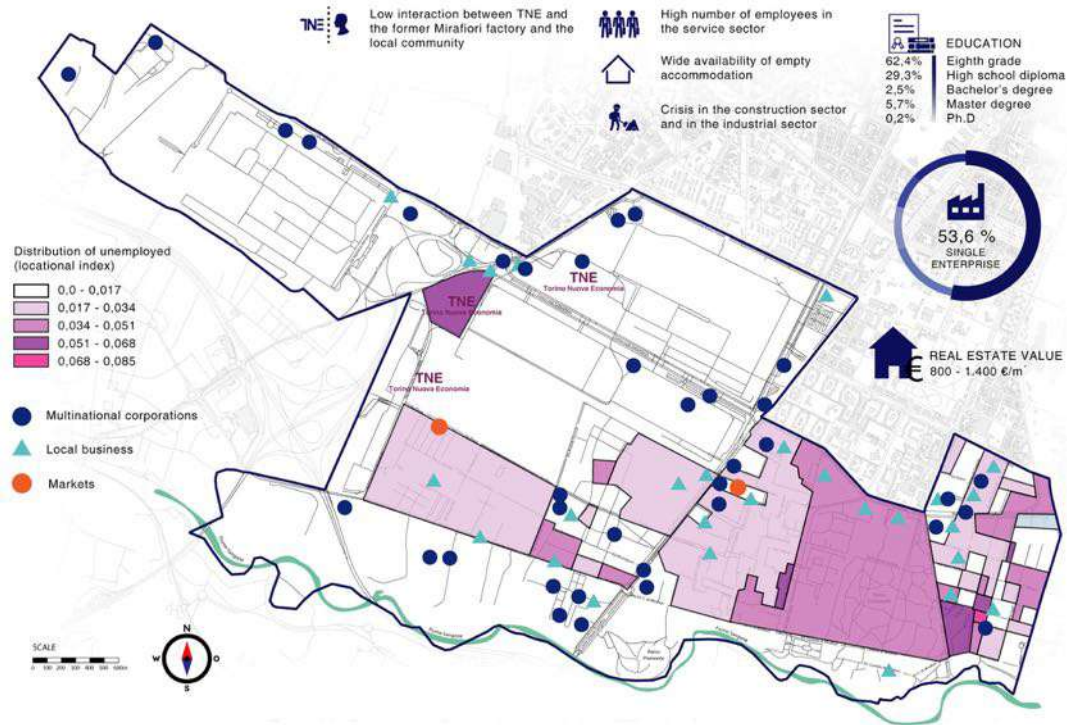 TNE
Low interaction between TNE and
the former Mirafiori factory and the
local community
High number of employees in
the service sector
Wide availability of empty
accommodation
Crisis in the construction sector
and in the industrial sector
EDUCATION
62,4% Eighth grade
29,3% High school diploma
2,5% Bachelor's degree
5,7% Master degree
0,2% Ph.D
53,6 %
SINGLE
ENTERPRISE
REAL ESTATE VALUE
800 - 1.400 €/m
€
Distribution of unemployed
(locational index)
0.0 - 0,017
0.017 - 0,034
0.034 - 0,051
0,051 - 0,068
0,068 - 0,085
Multinational corporations
Local business
Markets
TNE
Torino Nuova Economia
TNE
Torino Nuova Economia
TNE
Torino Nuova Economia
SCALE
N
W
O
S